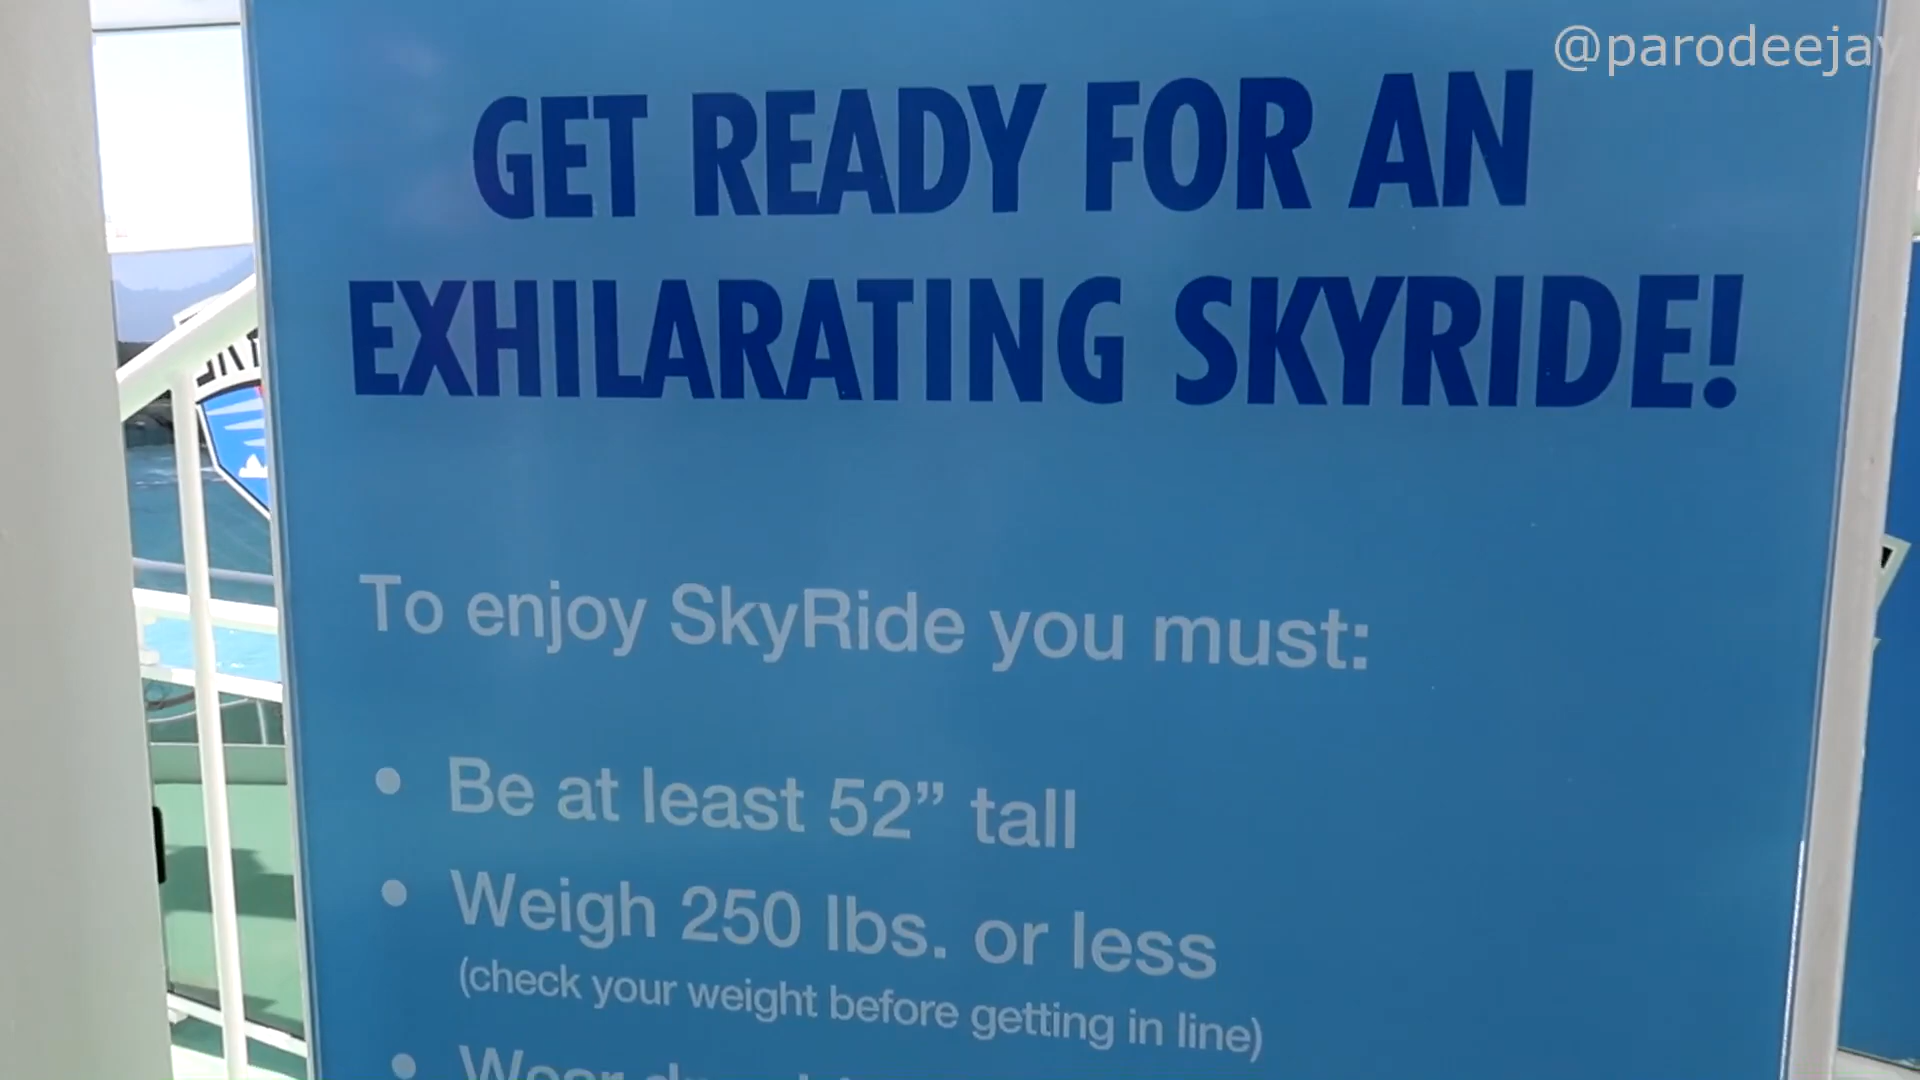 @parodeejay
GET READY FOR AN
EXHILARATING SKYRIDE!
To enjoy SkyRide you must:
• Be at least 52” tall
• Weigh 250 lbs. or less
(check your weight before getting in line)
• Wear